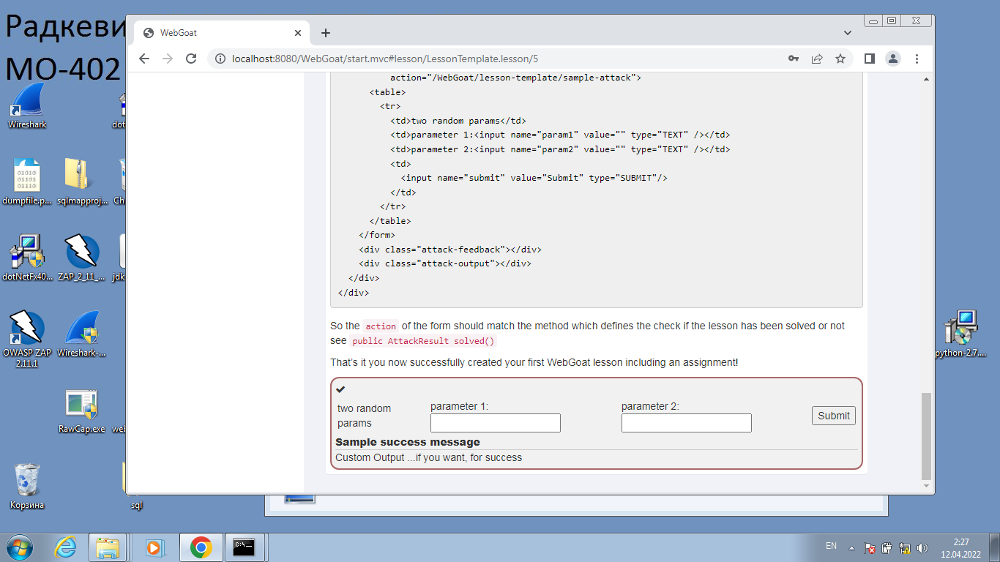 Радкеви
МО-402
WebGoat
localhost:8080/WebGoat/start.mvc#lesson/LessonTemplate.lesson/5
action="/WebGoat/lesson-template/sample-attack">
<table>
<tr>
<td>two random params</td>
<td>parameter 1:<input name="param1" value="" type="TEXT" /></td>
<td>parameter 2:<input name="param2" value="" type="TEXT" /></td>
<td>
<input name="submit" value="Submit" type="SUBMIT"/>
</td>
</tr>
</table>
</form>
<div class="attack-feedback"></div>
<div class="attack-output"></div>
</div>
</div>
So the action of the form should match the method which defines the check if the lesson has been solved or not
see public AttackResult solved()
That's it you now successfully created your first WebGoat lesson including an assignment!
two random
params
parameter 1:
parameter 2:
Submit
Sample success message
Custom Output ...if you want, for success
Wireshark
dot
01010
01101
01110
dumpfile.p...
sqlmapproj...
Ch
dotNetFx40...
ZAP_2_11_...
jdk
OWASP ZAP
2.11.1
Wireshark-...
python-2.7....
RawCap.exe
web
Корзина
sql
C:\_
EN
2:27
12.04.2022